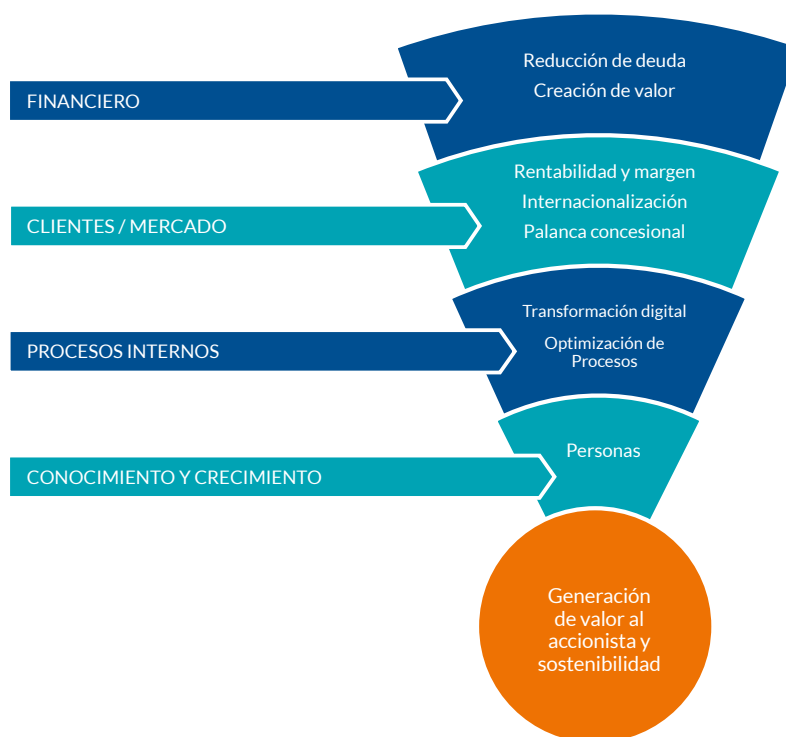 FINANCIERO
Reducción de deuda
Creación de valor
CLIENTES / MERCADO
Rentabilidad y margen
Internacionalización
Palanca concesional
PROCESOS INTERNOS
Transformación digital
Optimización de
Procesos
CONOCIMIENTO Y CRECIMIENTO
Personas
Generación
de valor al
accionista y
sostenibilidad